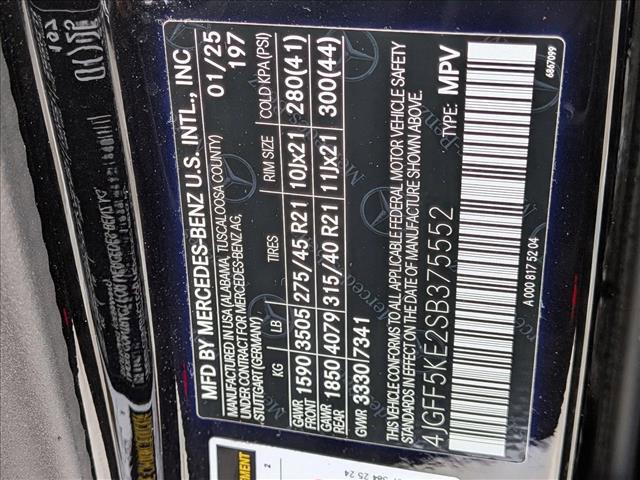 MFD BY MERCEDES-BENZ U.S. INTL., INC 01/25
MANUFACTURED IN USA (ALABAMA, TUSCALOOSA COUNTY) 197
UNDER CONTRACT FOR MERCEDES-BENZ AG,
STUTTGART (GERMANY)
KG LB TIRES RIM SIZE COLD KPA (PSI)
GAWR FRONT 1590 3505 275/45 R21 10Jx21 280(41)
GAWR REAR 1850 4079 315/40 R21 11Jx21 300(44)
GVWR 3330 7341
THIS VEHICLE CONFORMS TO ALL APPLICABLE FEDERAL MOTOR VEHICLE SAFETY
STANDARDS IN EFFECT ON THE DATE OF MANUFACTURE SHOWN ABOVE.
4JGFF5KE2SB375552 MPV
A 000 817 52 04
6867099
384 25 24
2